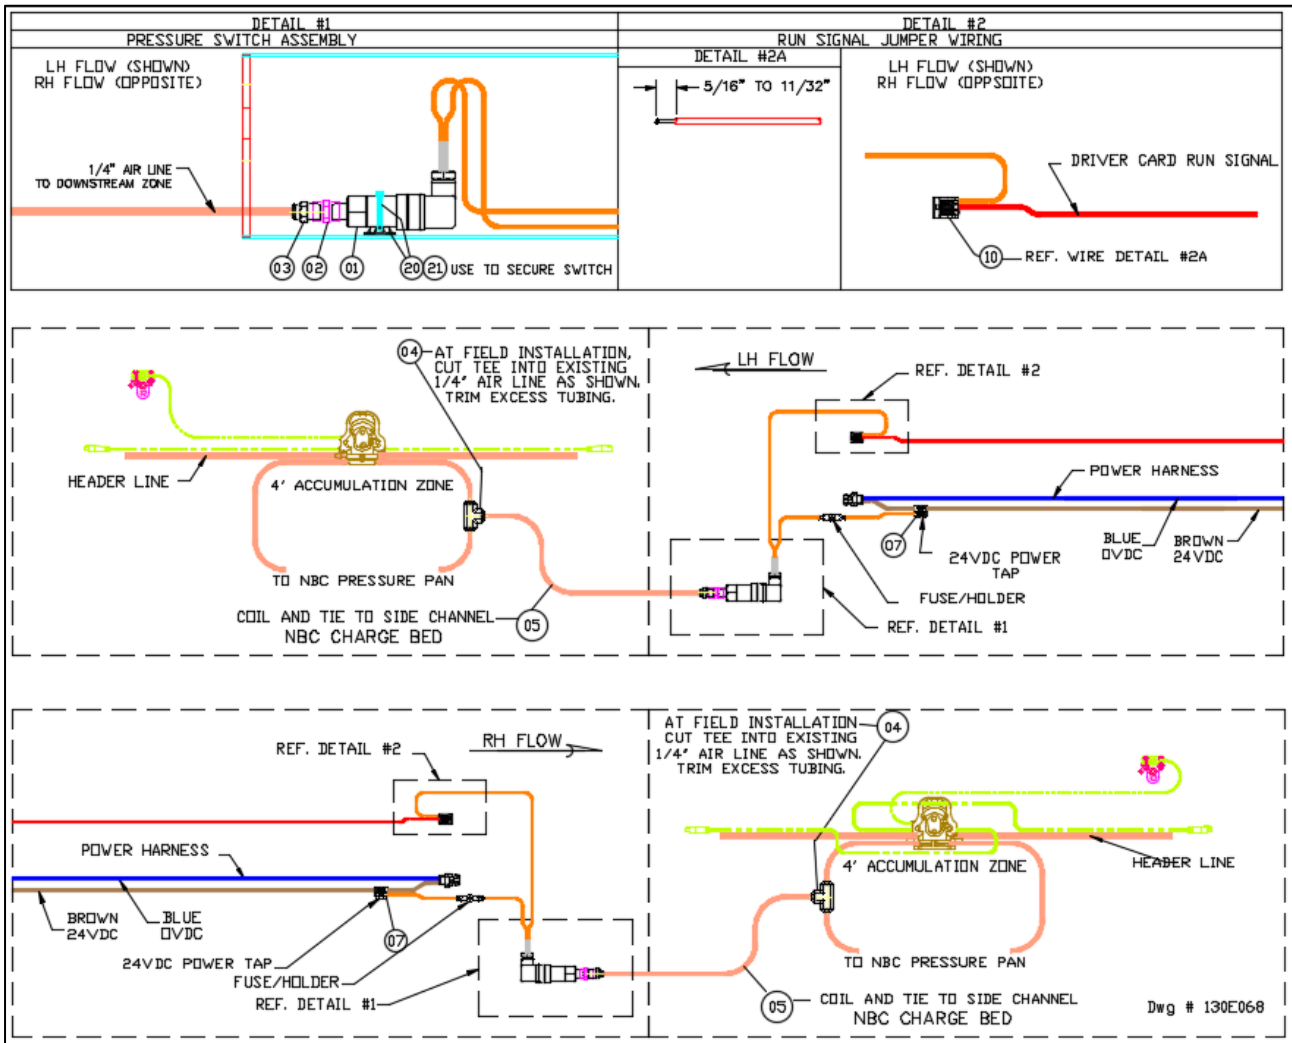 DETAIL #1
PRESSURE SWITCH ASSEMBLY
LH FLOW (SHOWN)
RH FLOW (OPPOSITE)
1/4" AIR LINE
TO DOWNSTREAM ZONE
03
02
01
20
21
USE TO SECURE SWITCH
DETAIL #2
RUN SIGNAL JUMPER WIRING
DETAIL #2A
5/16" TO 11/32"
LH FLOW (SHOWN)
RH FLOW (OPPSOITE)
DRIVER CARD RUN SIGNAL
10
REF. WIRE DETAIL #2A
04
AT FIELD INSTALLATION,
CUT TEE INTO EXISTING
1/4" AIR LINE AS SHOWN.
TRIM EXCESS TUBING.
HEADER LINE
4' ACCUMULATION ZONE
TO NBC PRESSURE PAN
COIL AND TIE TO SIDE CHANNEL
05
NBC CHARGE BED
LH FLOW
REF. DETAIL #2
POWER HARNESS
BLUE
0VDC
BROWN
24VDC
07
24VDC POWER
TAP
FUSE/HOLDER
REF. DETAIL #1
REF. DETAIL #2
RH FLOW
POWER HARNESS
BROWN
24VDC
BLUE
0VDC
07
24VDC POWER TAP
FUSE/HOLDER
REF. DETAIL #1
AT FIELD INSTALLATION
CUT TEE INTO EXISTING
1/4" AIR LINE AS SHOWN.
TRIM EXCESS TUBING.
04
4' ACCUMULATION ZONE
HEADER LINE
TO NBC PRESSURE PAN
05
COIL AND TIE TO SIDE CHANNEL
NBC CHARGE BED
Dwg # 130E068